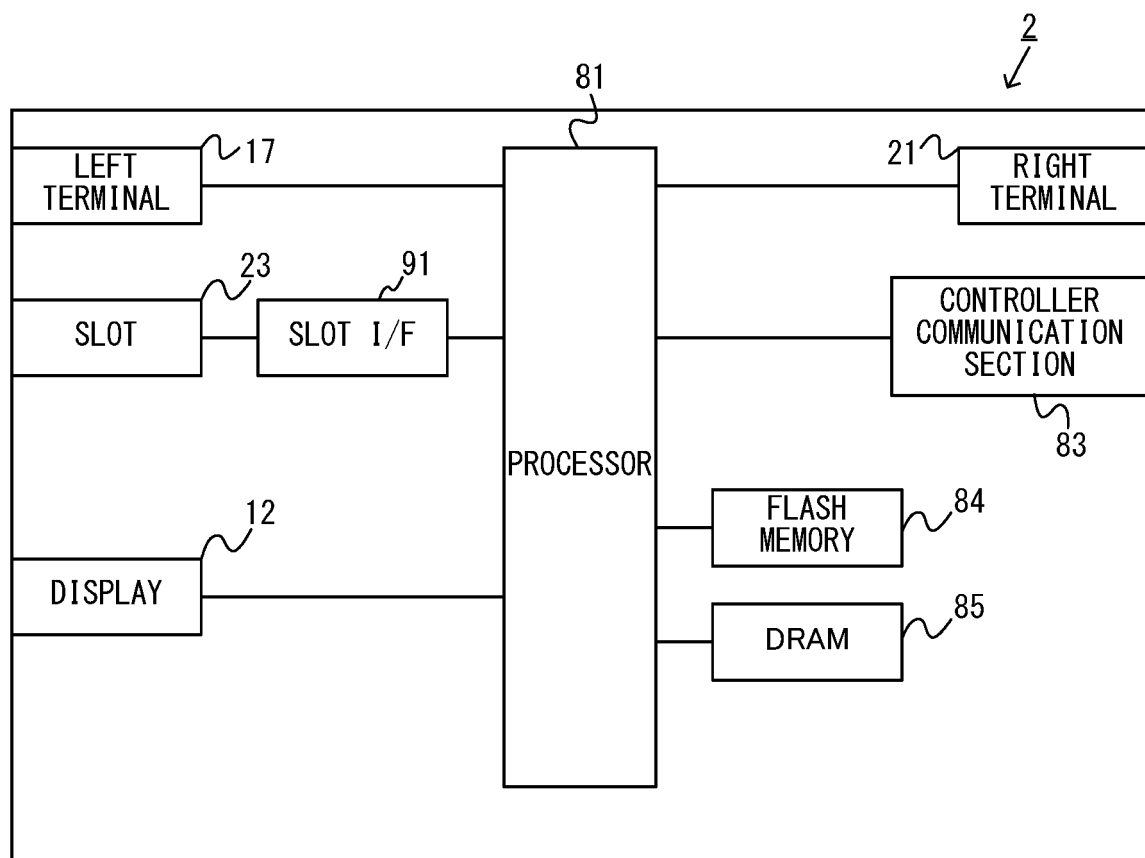 2
81
17
LEFT
TERMINAL
21
RIGHT
TERMINAL
23
91
SLOT
SLOT I/F
CONTROLLER
COMMUNICATION
SECTION
83
PROCESSOR
12
DISPLAY
FLASH
MEMORY
84
DRAM
85